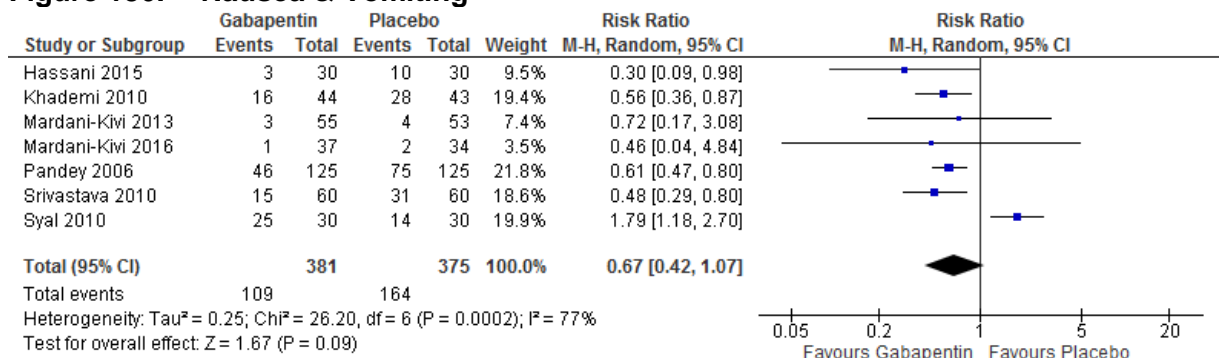 Gabapentin Placebo Risk Ratio Risk Ratio
Study or Subgroup Events Total Events Total Weight M-H, Random, 95% CI M-H, Random, 95% CI
Hassani 2015 3 30 10 30 9.5% 0.30 [0.09, 0.98]
Khademi 2010 16 44 28 43 19.4% 0.56 [0.36, 0.87]
Mardani-Kivi 2013 3 55 4 53 7.4% 0.72 [0.17, 3.08]
Mardani-Kivi 2016 1 37 2 34 3.5% 0.46 [0.04, 4.84]
Pandey 2006 46 125 75 125 21.8% 0.61 [0.47, 0.80]
Srivastava 2010 15 60 31 60 18.6% 0.48 [0.29, 0.80]
Syal 2010 25 30 14 30 19.9% 1.79 [1.18, 2.70]
Total (95% CI) 381 375 100.0% 0.67 [0.42, 1.07]
Total events 109 164
Heterogeneity: Tau² = 0.25; Chi² = 26.20, df = 6 (P = 0.0002); I² = 77%
Test for overall effect: Z = 1.67 (P = 0.09)
0.05 0.2 1 5 20
Favours Gabapentin Favours Placebo